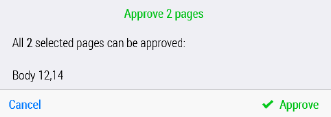 Approve 2 pages
All 2 selected pages can be approved:
Body 12,14
Cancel
Approve